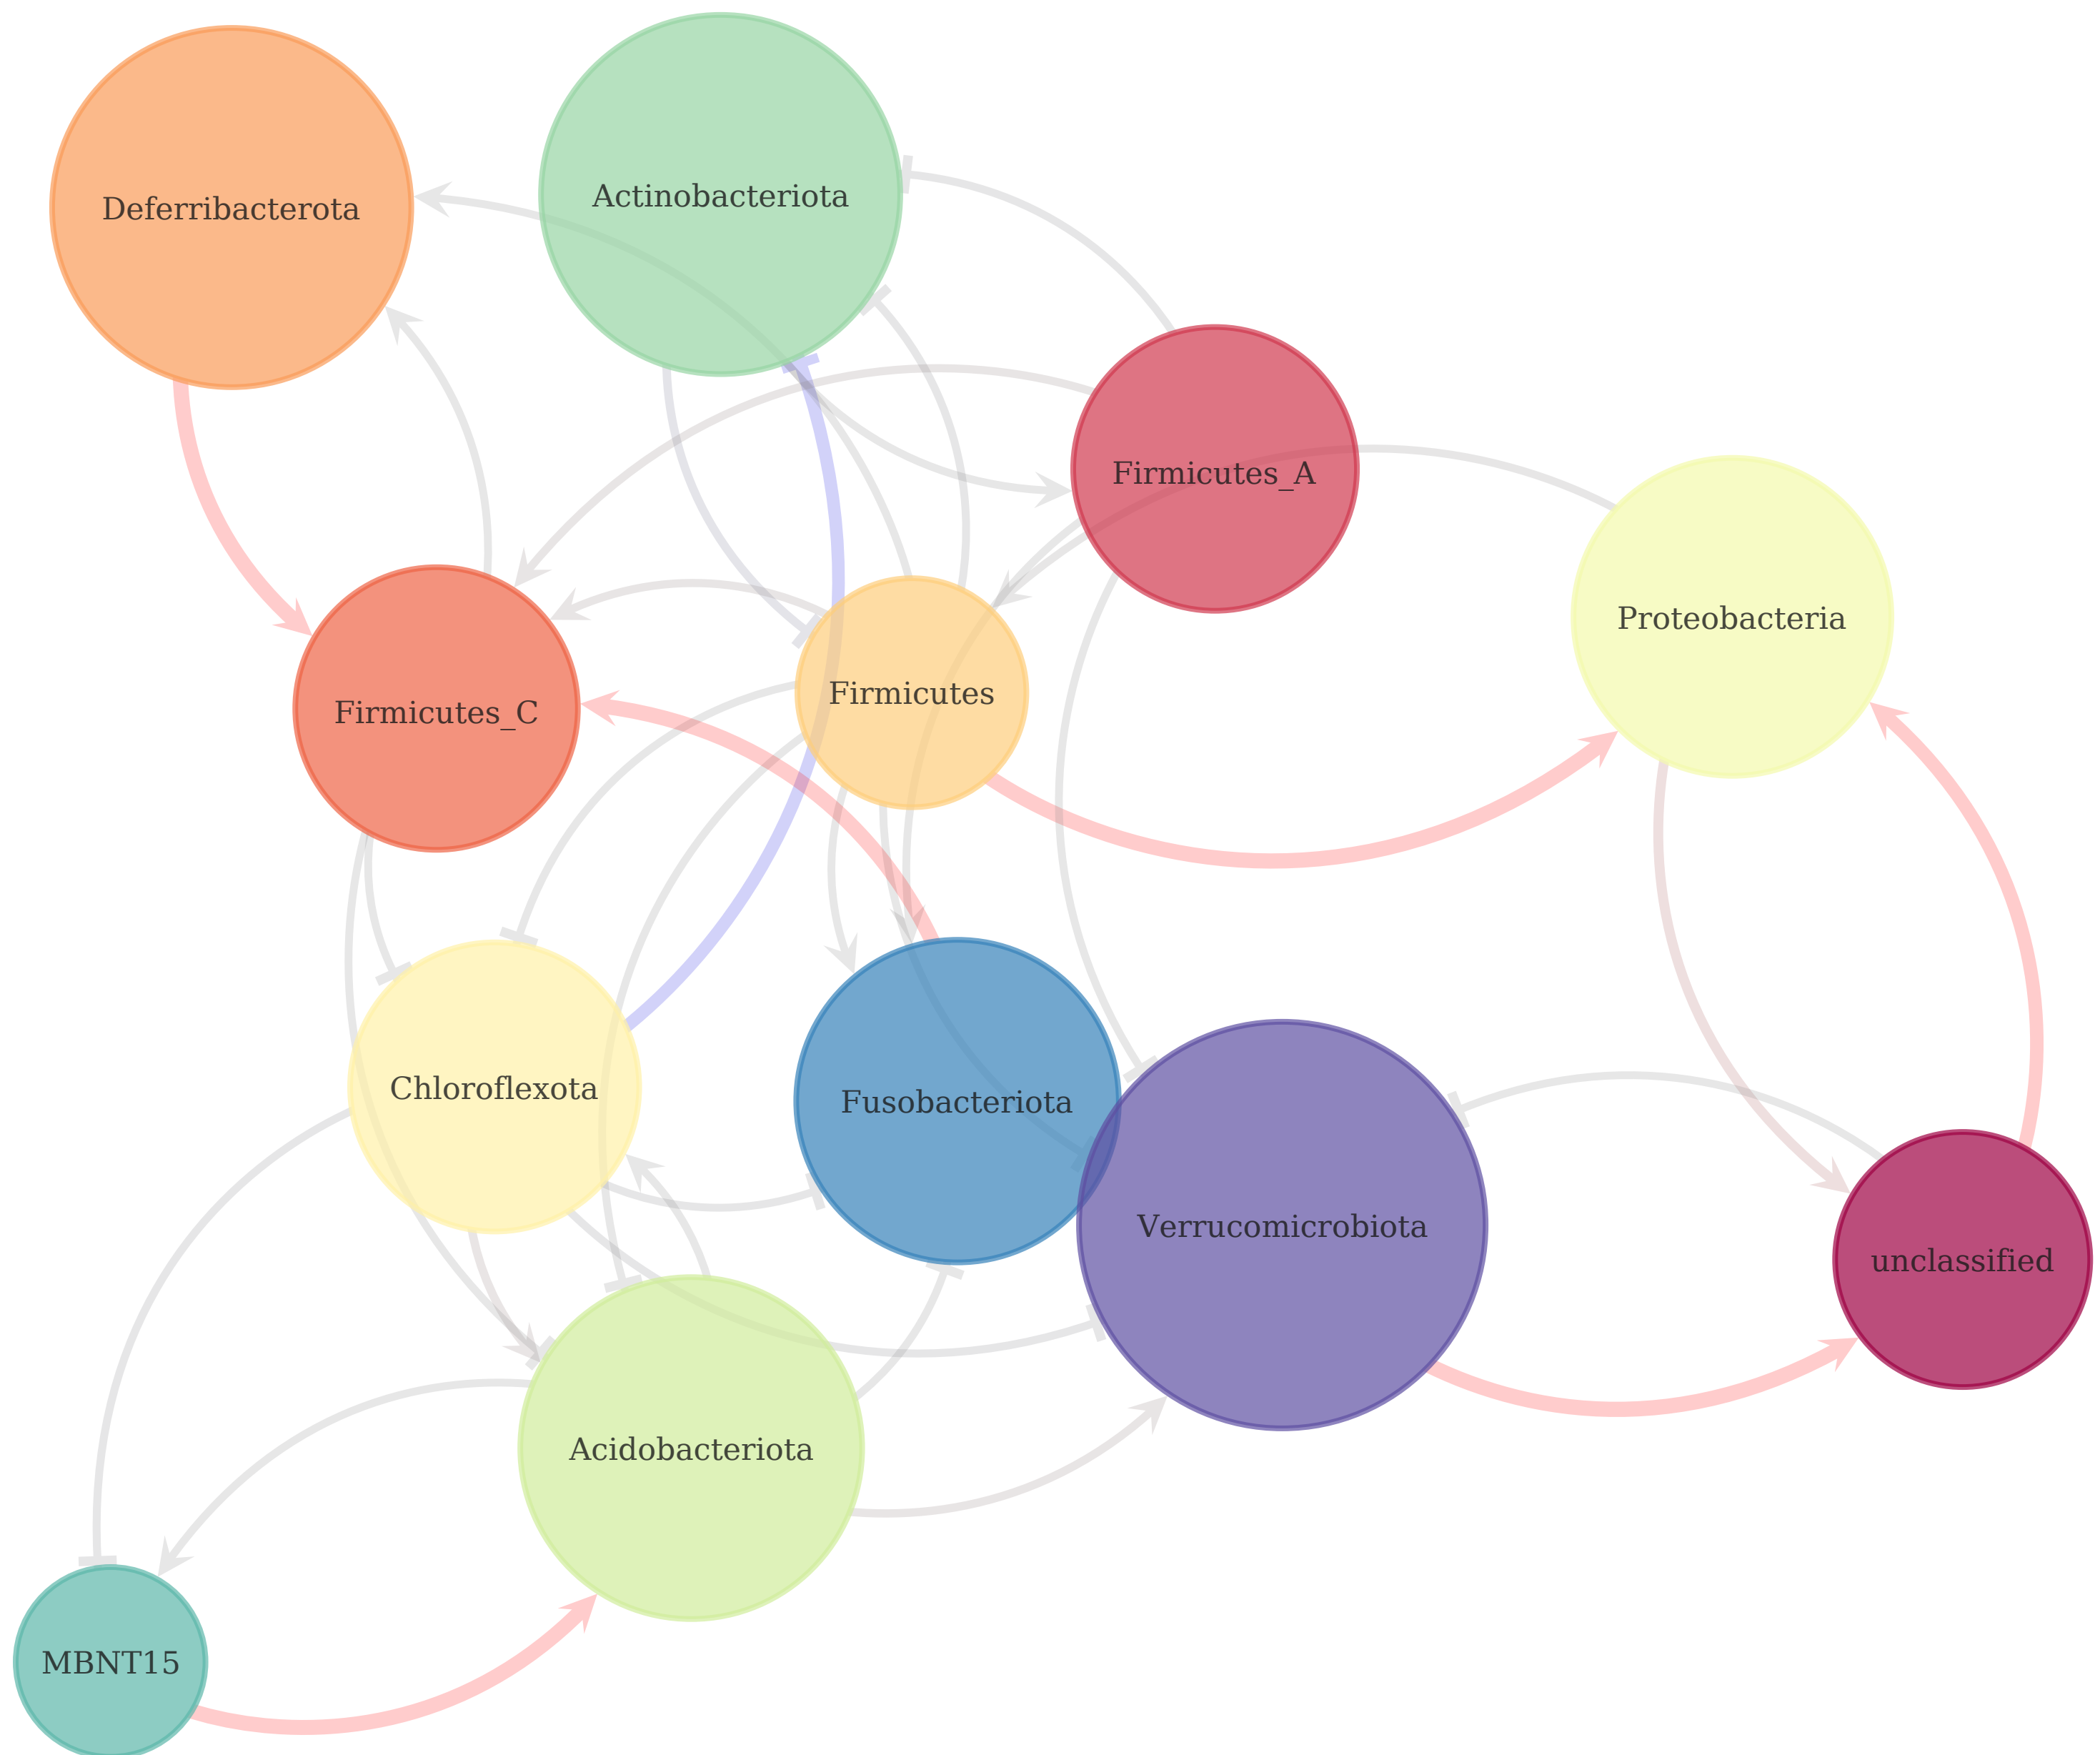 Deferribacterota
Actinobacteriota
Firmicutes_A
Proteobacteria
Firmicutes_C
Firmicutes
Chloroflexota
Fusobacteriota
Verrucomicrobiota
unclassified
Acidobacteriota
MBNT15